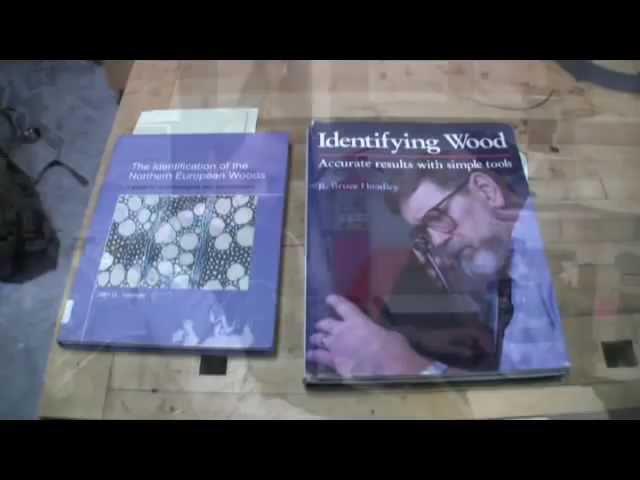 The Identification of the
Northern European Woods
Identifying Wood
Accurate results with simple tools
R. Bruce Hoadley